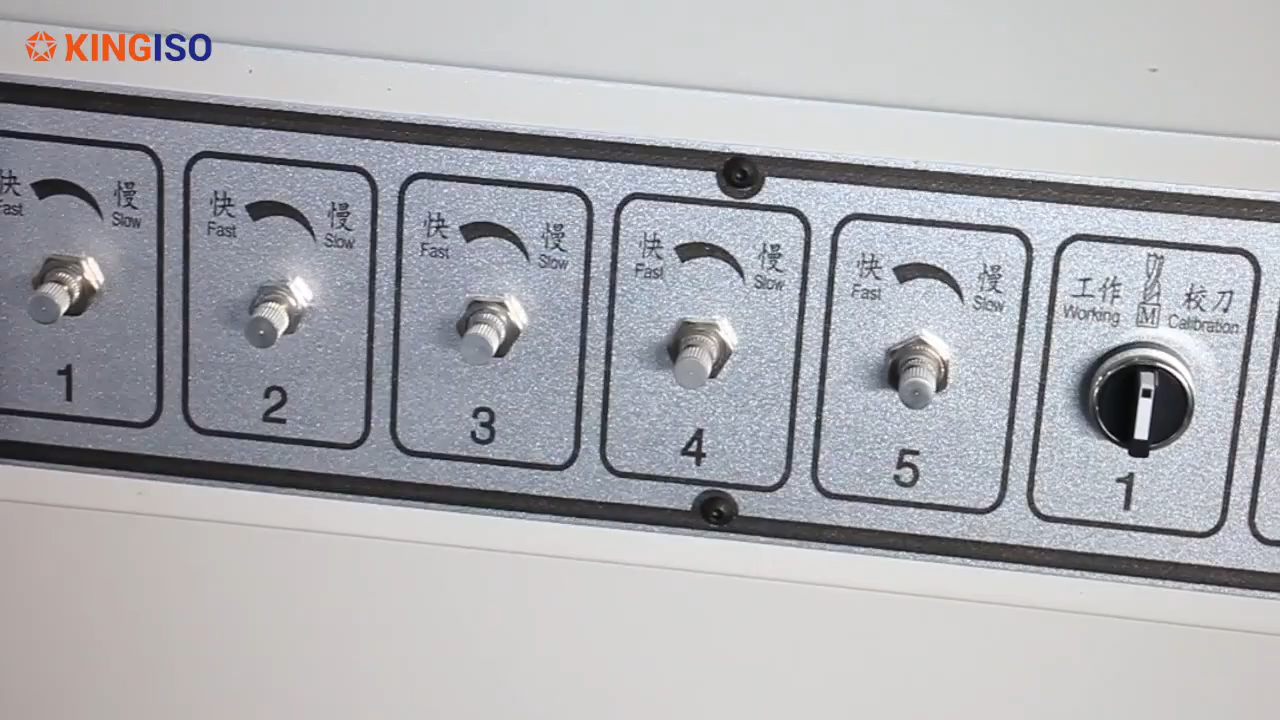 KINGISO
快 慢
Fast Slow
1
快 慢
Fast Slow
2
快 慢
Fast Slow
3
快 慢
Fast Slow
4
快 慢
Fast Slow
5
工作 校刀
Working M Calibration
1